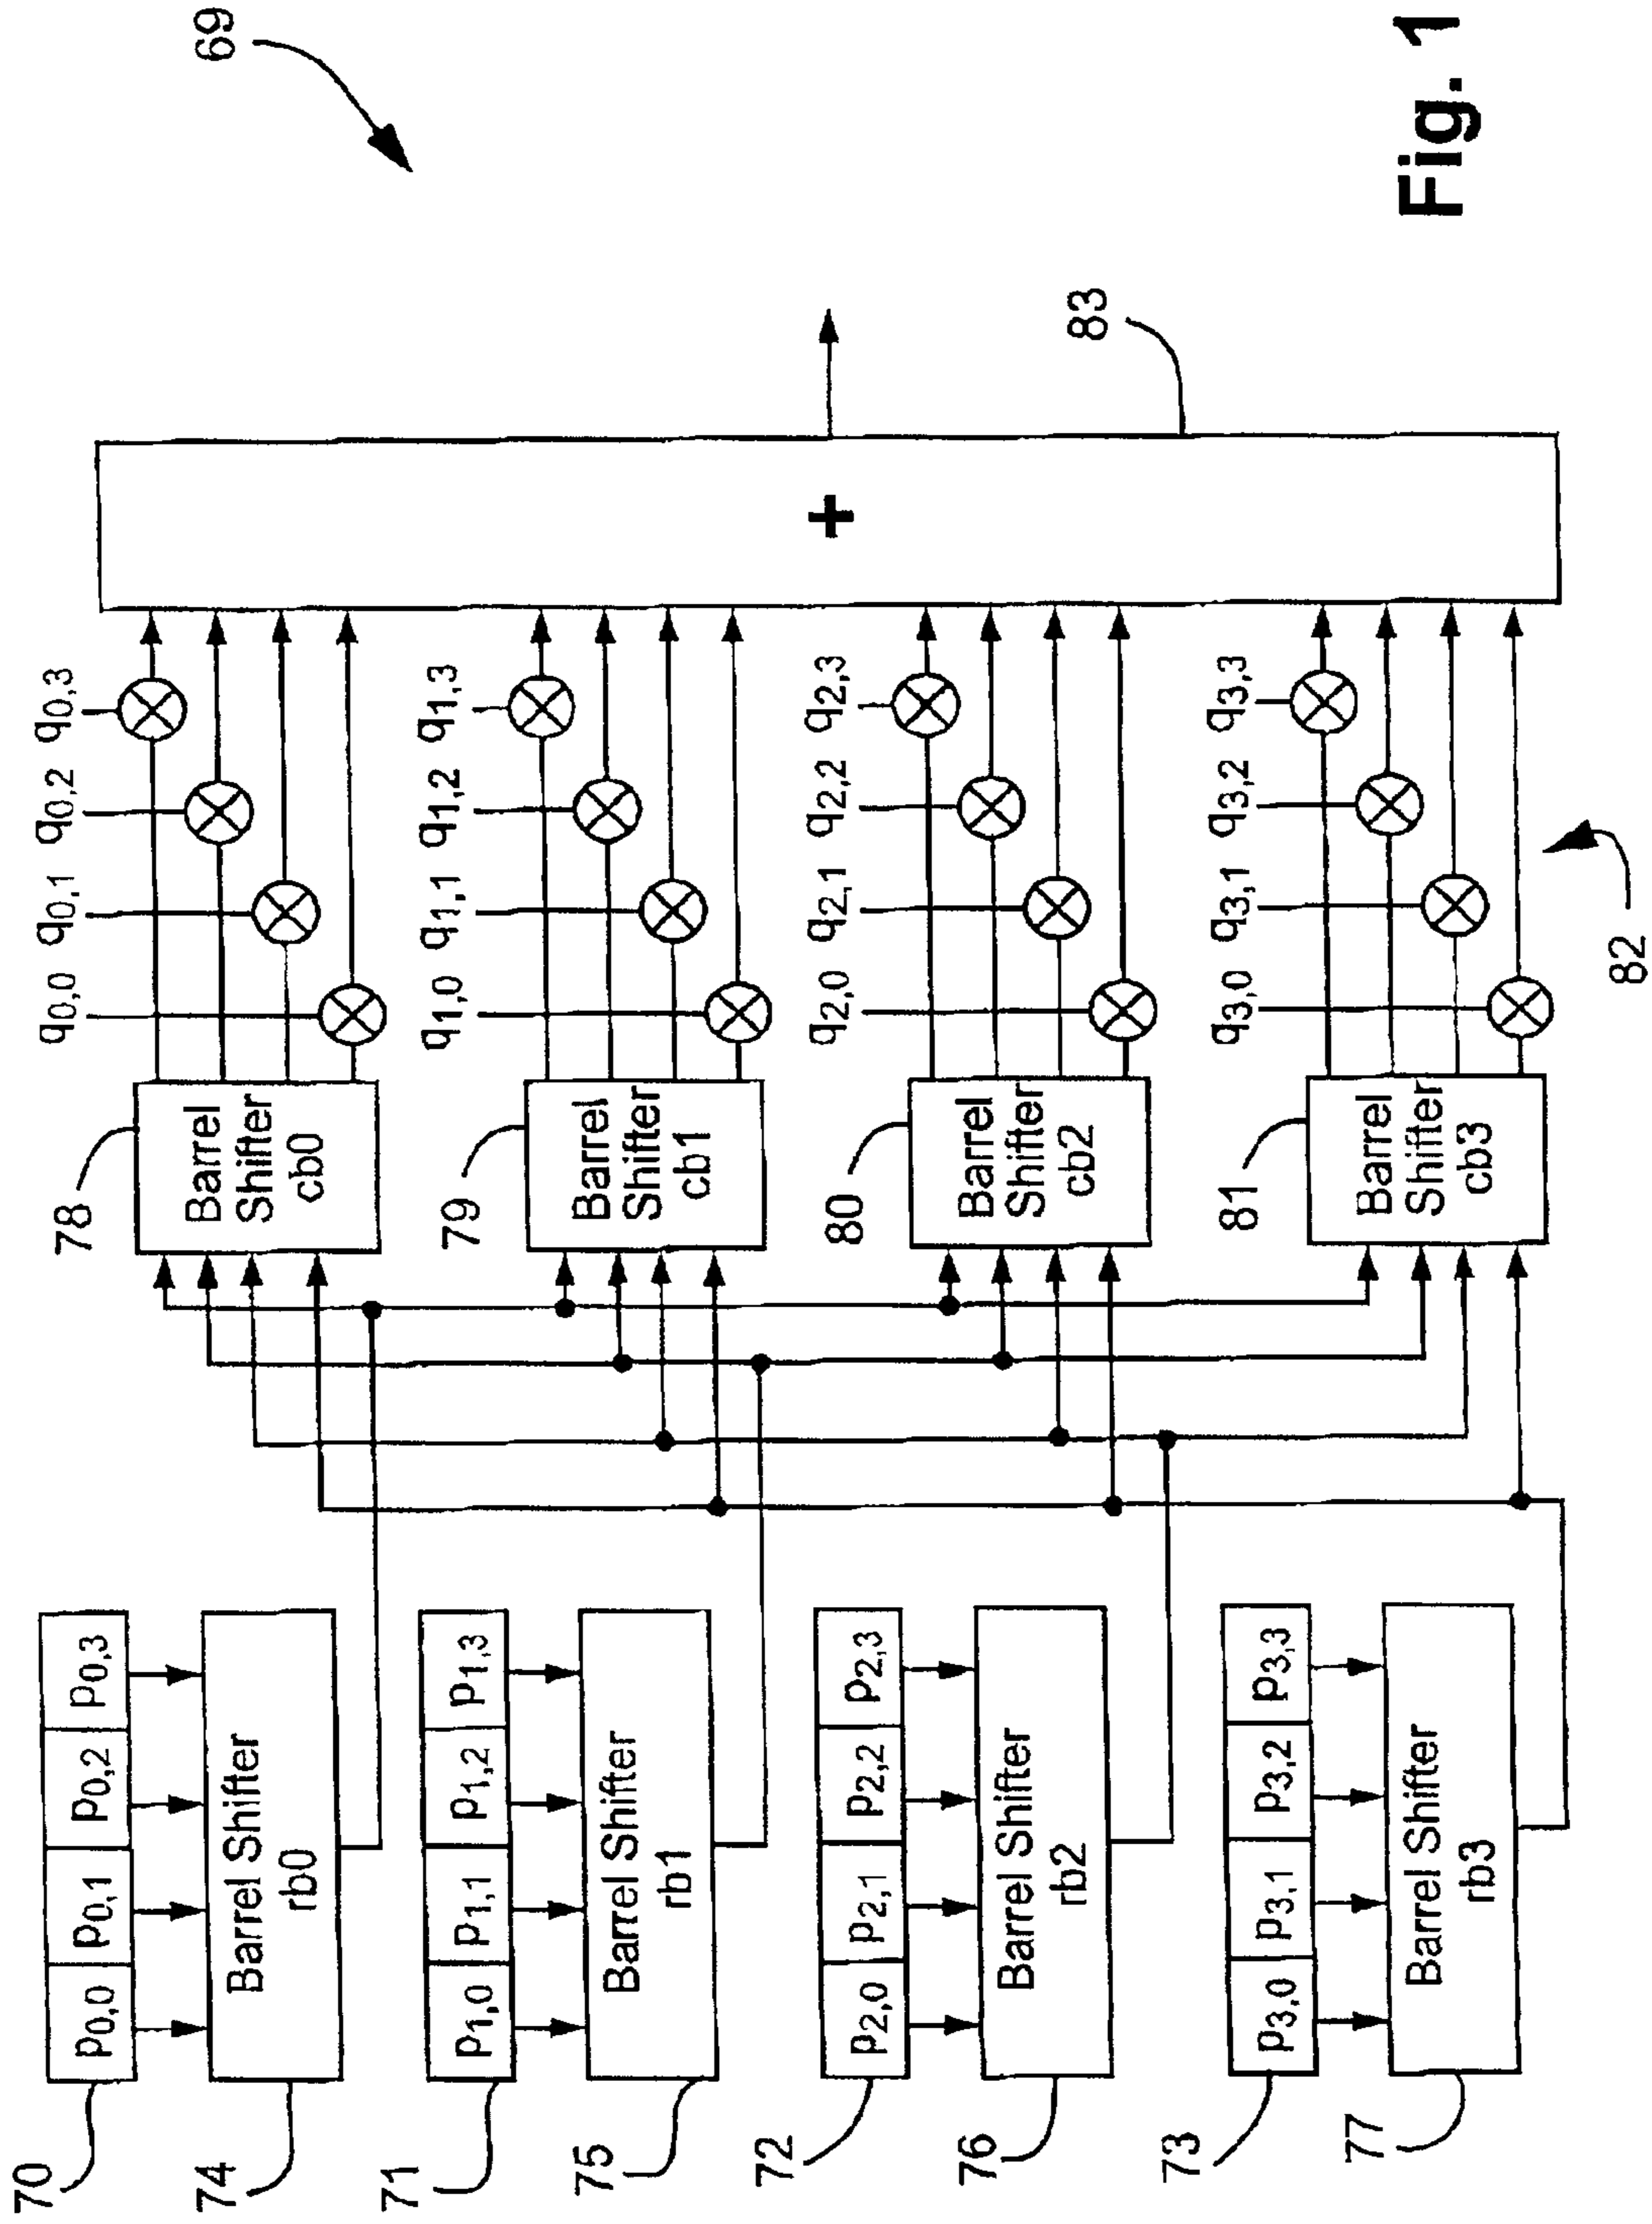 69
q0,0 q0,1 q0,2 q0,3
78
Barrel
Shifter
cb0
70
p0,0 p0,1 p0,2 p0,3
74
Barrel Shifter
rb0
q1,0 q1,1 q1,2 q1,3
79
Barrel
Shifter
cb1
71
p1,0 p1,1 p1,2 p1,3
75
Barrel Shifter
rb1
+
83
q2,0 q2,1 q2,2 q2,3
80
Barrel
Shifter
cb2
72
p2,0 p2,1 p2,2 p2,3
76
Barrel Shifter
rb2
q3,0 q3,1 q3,2 q3,3
81
Barrel
Shifter
cb3
73
p3,0 p3,1 p3,2 p3,3
77
Barrel Shifter
rb3
82
Fig. 1